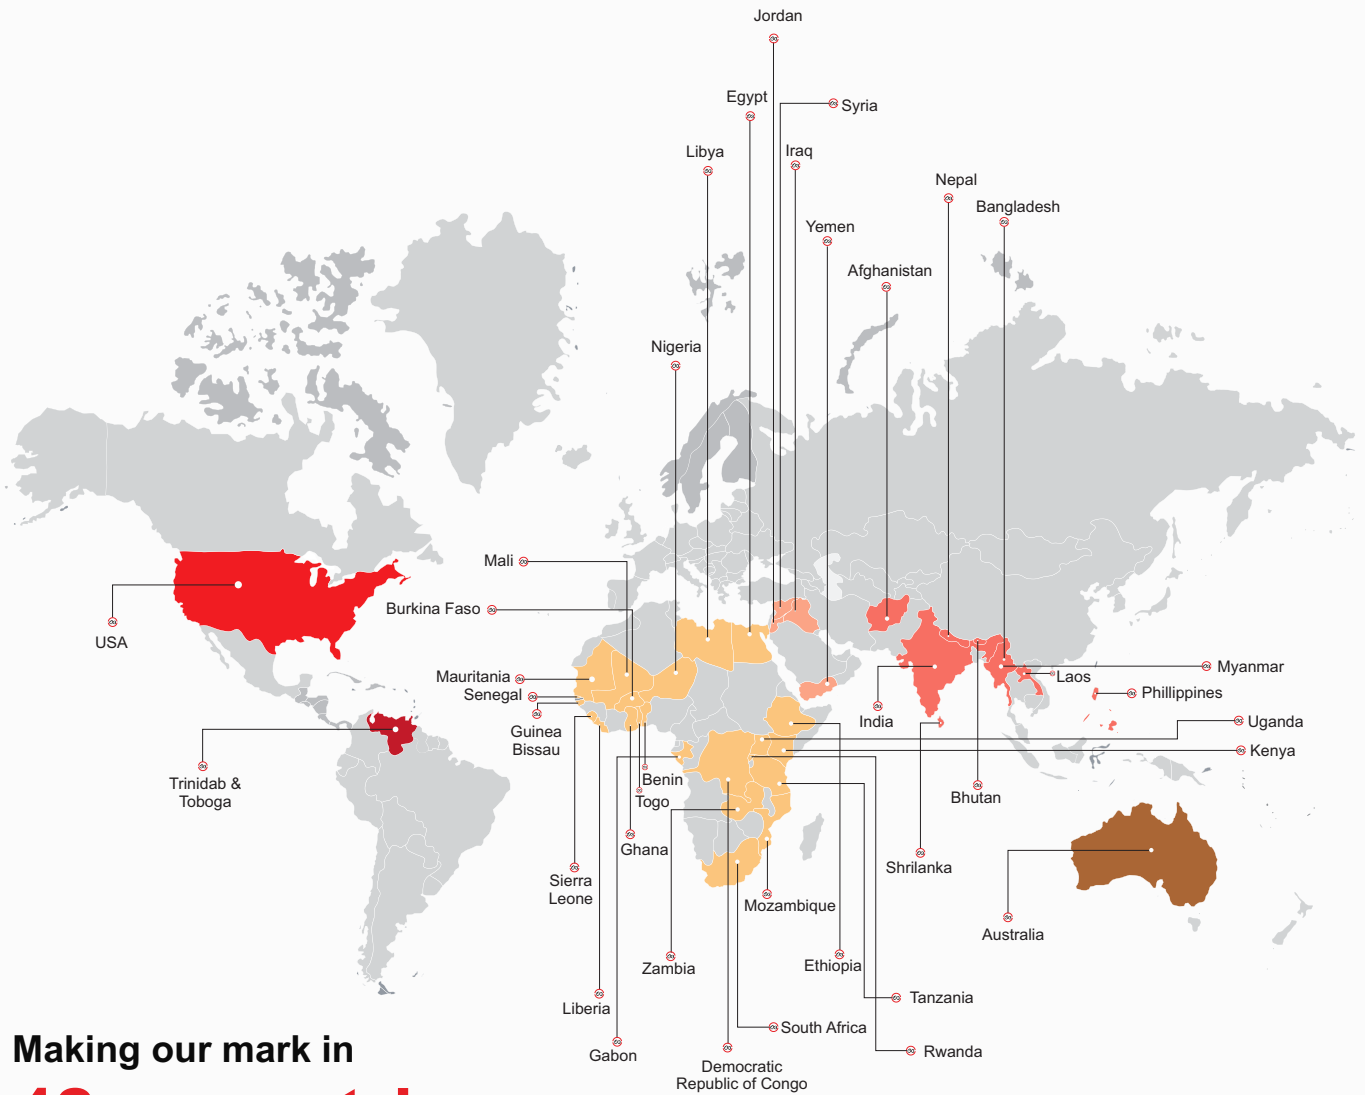 Jordan
Egypt
Syria
Libya
Iraq
Nepal
Bangladesh
Yemen
Afghanistan
Nigeria
Mali
Burkina Faso
USA
Mauritania
Senegal
Guinea
Bissau
Myanmar
Laos
Phillippines
India
Uganda
Kenya
Trinidab &
Toboga
Benin
Togo
Bhutan
Ghana
Shrilanka
Sierra
Leone
Mozambique
Australia
Zambia
Ethiopia
Liberia
Tanzania
South Africa
Gabon
Rwanda
Democratic
Republic of Congo
Making our mark in